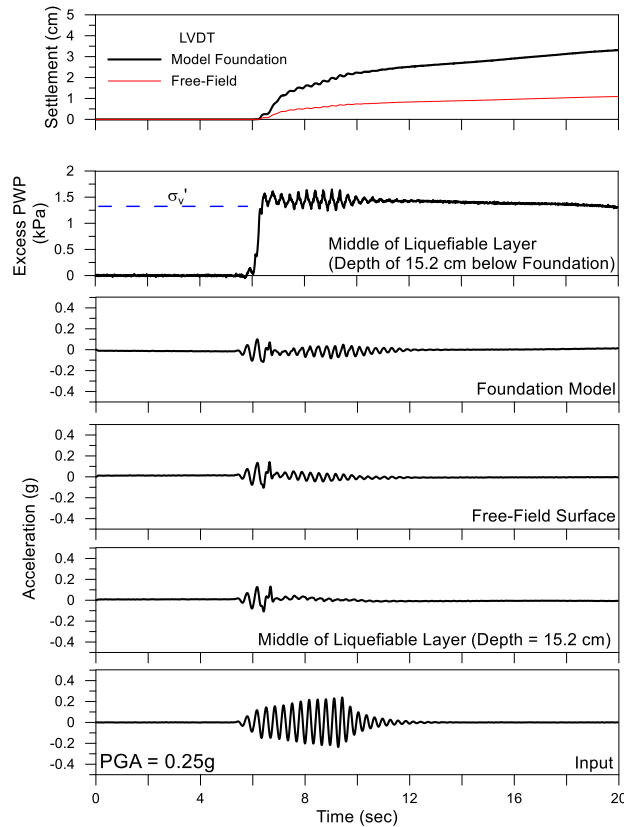 5
4
3
2
1
0
Settlement (cm)
LVDT
Model Foundation
Free-Field
2
1.5
1
0.5
0
Excess PWP
(kPa)
σv'
Middle of Liquefiable Layer
(Depth of 15.2 cm below Foundation)
0.4
0.2
0
-0.2
-0.4
Foundation Model
0.4
0.2
0
-0.2
-0.4
Free-Field Surface
Acceleration (g)
0.4
0.2
0
-0.2
-0.4
Middle of Liquefiable Layer (Depth = 15.2 cm)
0.4
0.2
0
-0.2
-0.4
PGA = 0.25g
Input
0 4 8 12 16 20
Time (sec)